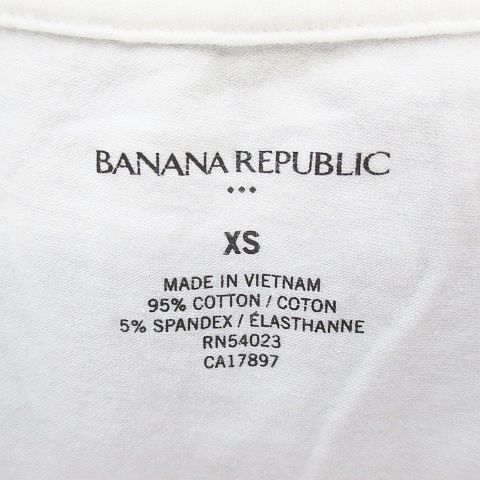 BANANA REPUBLIC
•••
XS
MADE IN VIETNAM
95% COTTON / COTON
5% SPANDEX / ÉLASTHANNE
RN54023
CA17897